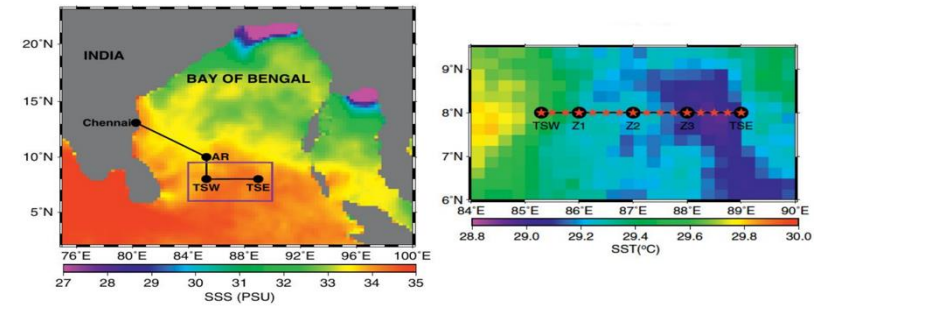 20°N
INDIA
BAY OF BENGAL
15°N
Chennai
10°N
AR
TSW TSE
5°N
76°E 80°E 84°E 88°E 92°E 96°E 100°E
27 28 29 30 31 32 33 34 35
SSS (PSU)
9°N
8°N
TSW Z1 Z2 Z3 TSE
7°N
6°N
84°E 85°E 86°E 87°E 88°E 89°E 90°E
28.8 29.0 29.2 29.4 29.6 29.8 30.0
SST(°C)